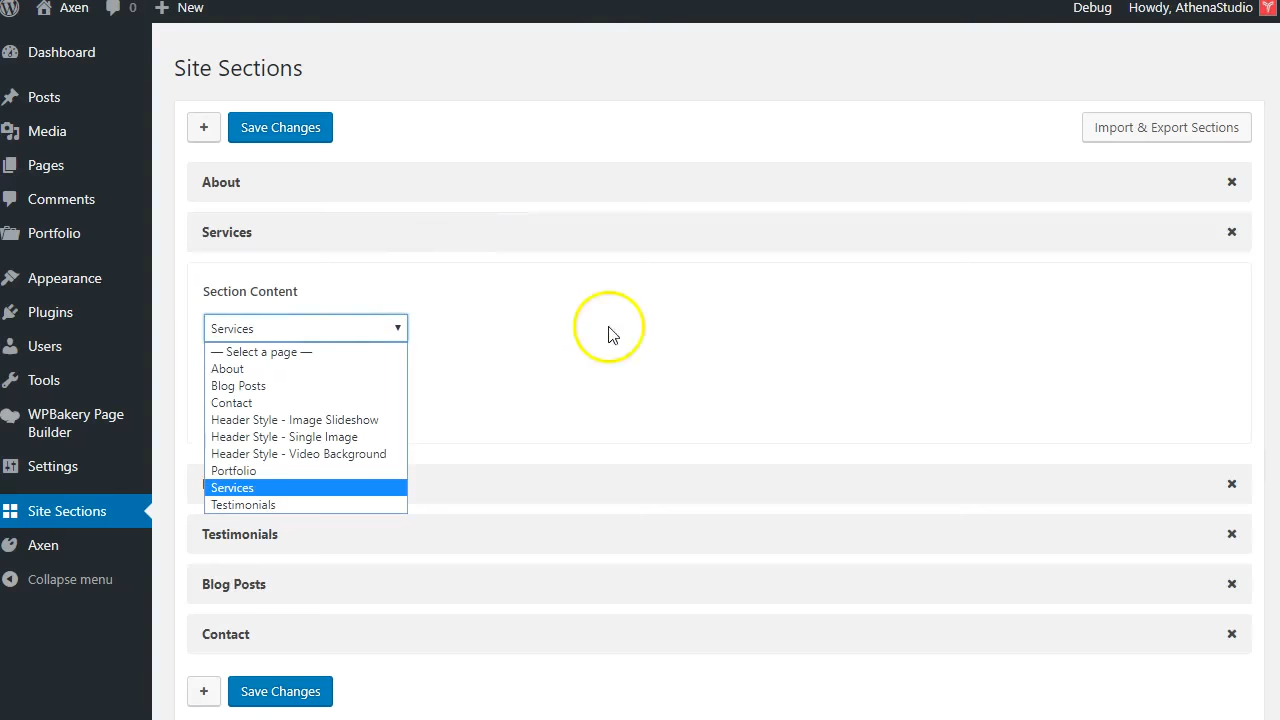 Axen
0
New
Debug
Howdy, AthenaStudio
Dashboard
Posts
Media
Pages
Comments
Portfolio
Appearance
Plugins
Users
Tools
WPBakery Page
Builder
Settings
Site Sections
Axen
Collapse menu
Site Sections
+
Save Changes
Import & Export Sections
About
Services
Section Content
Services
— Select a page —
About
Blog Posts
Contact
Header Style - Image Slideshow
Header Style - Single Image
Header Style - Video Background
Portfolio
Services
Testimonials
Testimonials
Blog Posts
Contact
+
Save Changes